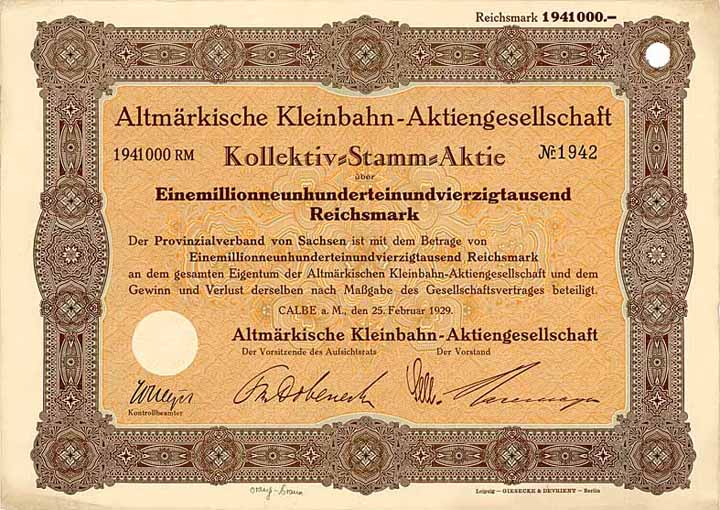 Reichsmark 1941000.—
Altmärkische Kleinbahn-Aktiengesellschaft
1941000 RM Kollektiv-Stamm-Aktie № 1942
über
Einemillionneunhunderteinundvierzigtausend
Reichsmark
Der Provinzialverband von Sachsen ist mit dem Betrage von
Einemillionneunhunderteinundvierzigtausend Reichsmark
an dem gesamten Eigentum der Altmärkischen Kleinbahn-Aktiengesellschaft und dem
Gewinn und Verlust derselben nach Maßgabe des Gesellschaftsvertrages beteiligt.
CALBE a. M., den 25. Februar 1929.
Altmärkische Kleinbahn-Aktiengesellschaft
Der Vorsitzende des Aufsichtsrats Der Vorstand
Kontrollbeamter
Leipzig — GIESECKE & DEVRIENT — Berlin